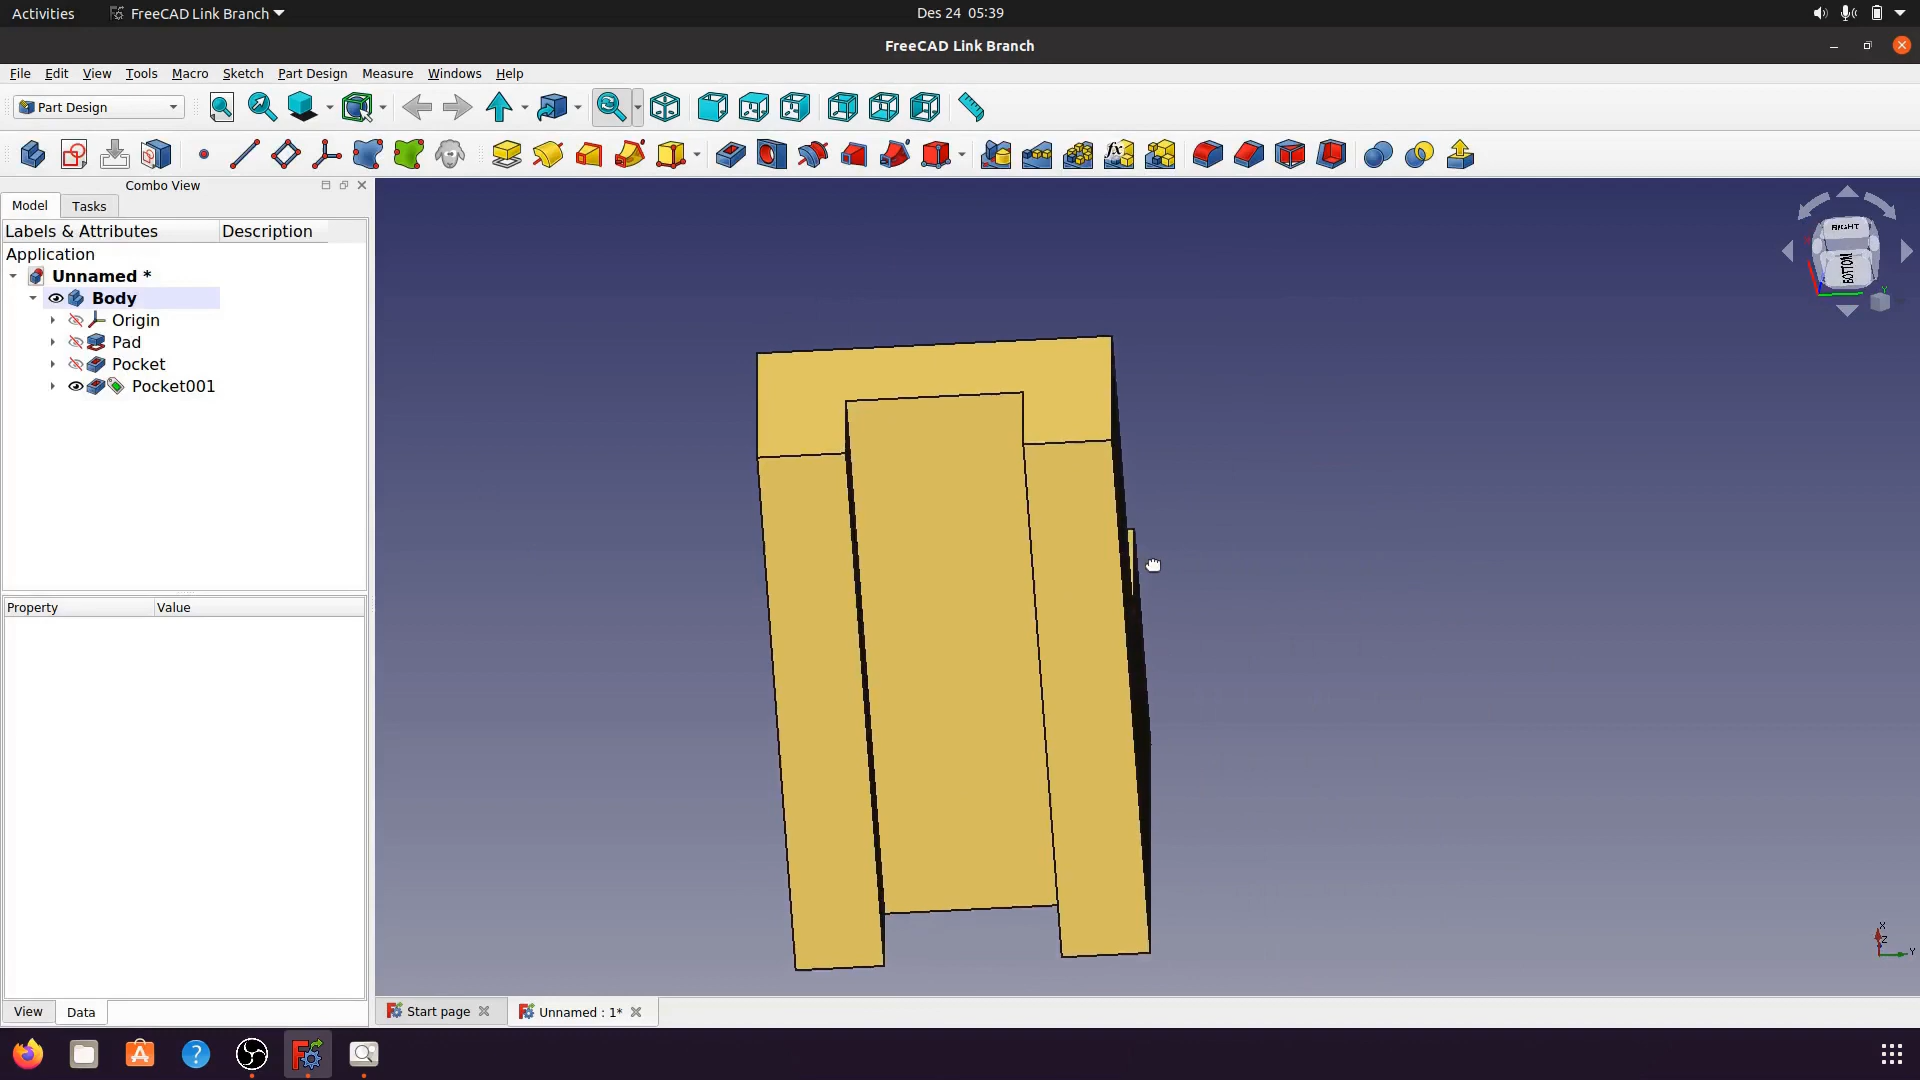 Activities
FreeCAD Link Branch
Des 24 05:39
FreeCAD Link Branch
File Edit View Tools Macro Sketch Part Design Measure Windows Help
Part Design
fx
Combo View
Model Tasks
Labels & Attributes Description
Application
Unnamed *
Body
Origin
Pad
Pocket
Pocket001
Property Value
RIGHT
BOTTOM
Y
X
Z
Y
View Data
Start page
Unnamed : 1*